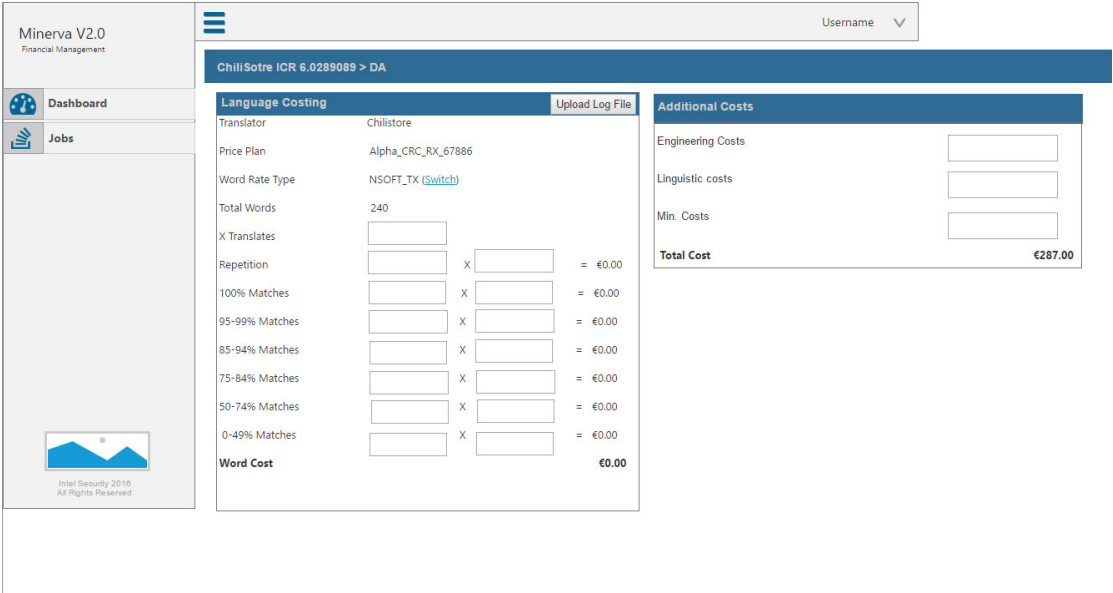 Minerva V2.0
Financial Management
Username
ChiliSotre ICR 6.0289089 > DA
Dashboard
Jobs
Language Costing
Upload Log File
Translator Chilistore
Price Plan Alpha_CRC_RX_67886
Word Rate Type NSOFT_TX (Switch)
Total Words 240
X Translates
Repetition X = €0.00
100% Matches X = €0.00
95-99% Matches X = €0.00
85-94% Matches X = €0.00
75-84% Matches X = €0.00
50-74% Matches X = €0.00
0-49% Matches X = €0.00
Word Cost €0.00
Additional Costs
Engineering Costs
Linguistic costs
Min. Costs
Total Cost €287.00
Intel Security 2016
All Rights Reserved